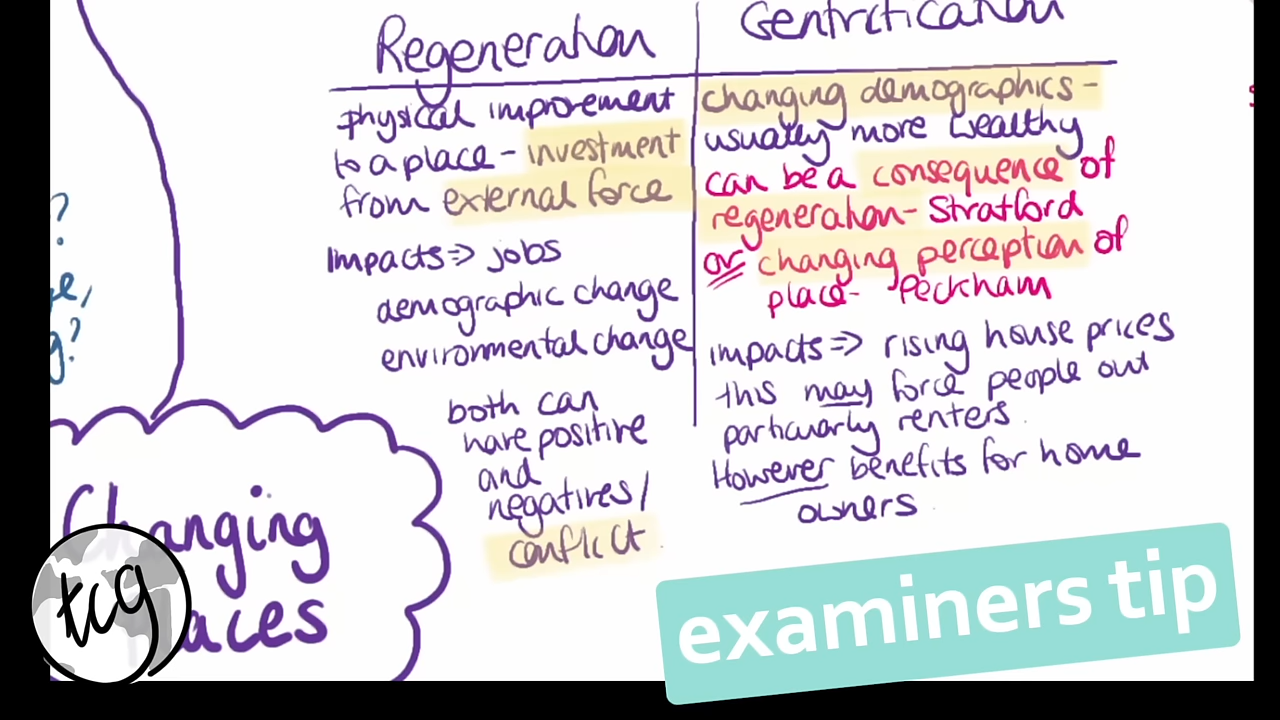 Regeneration
physical improvement
to a place - investment
from external force
impacts => jobs
demographic change
environmental change
both can
have positive
and
negatives/
conflict
Gentrification
changing demographics -
usually more wealthy
can be a consequence of
regeneration - Stratford
or changing perception of
place - Peckham
impacts => rising house prices
this may force people out
particularly renters.
However benefits for home
owners
Changing
aces
tcg
examiners tip